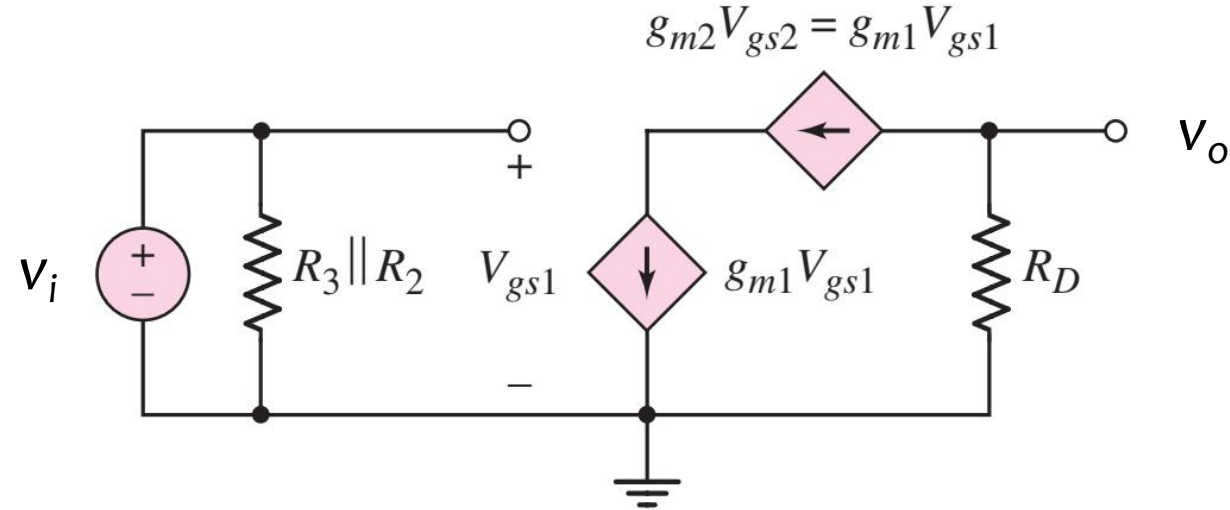 g_{m2}V_{gs2} = g_{m1}V_{gs1}
v_o
+
v_i
+
−
R_3||R_2
V_{gs1}
g_{m1}V_{gs1}
R_D
−